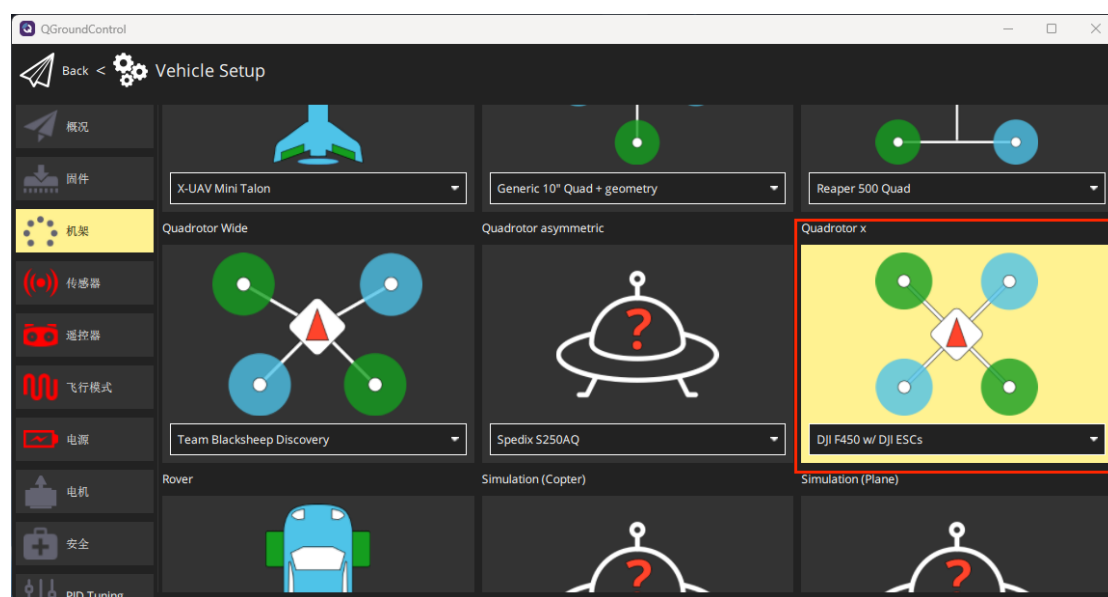 QGroundControl
Back < Vehicle Setup
概况
固件
机架
传感器
遥控器
飞行模式
电源
电机
安全
PID Tuning
X-UAV Mini Talon
Generic 10" Quad + geometry
Reaper 500 Quad
Quadrotor Wide
Quadrotor asymmetric
Quadrotor x
?
Team Blacksheep Discovery
Spedix S250AQ
DJI F450 w/ DJI ESCs
Rover
Simulation (Copter)
Simulation (Plane)
?
?